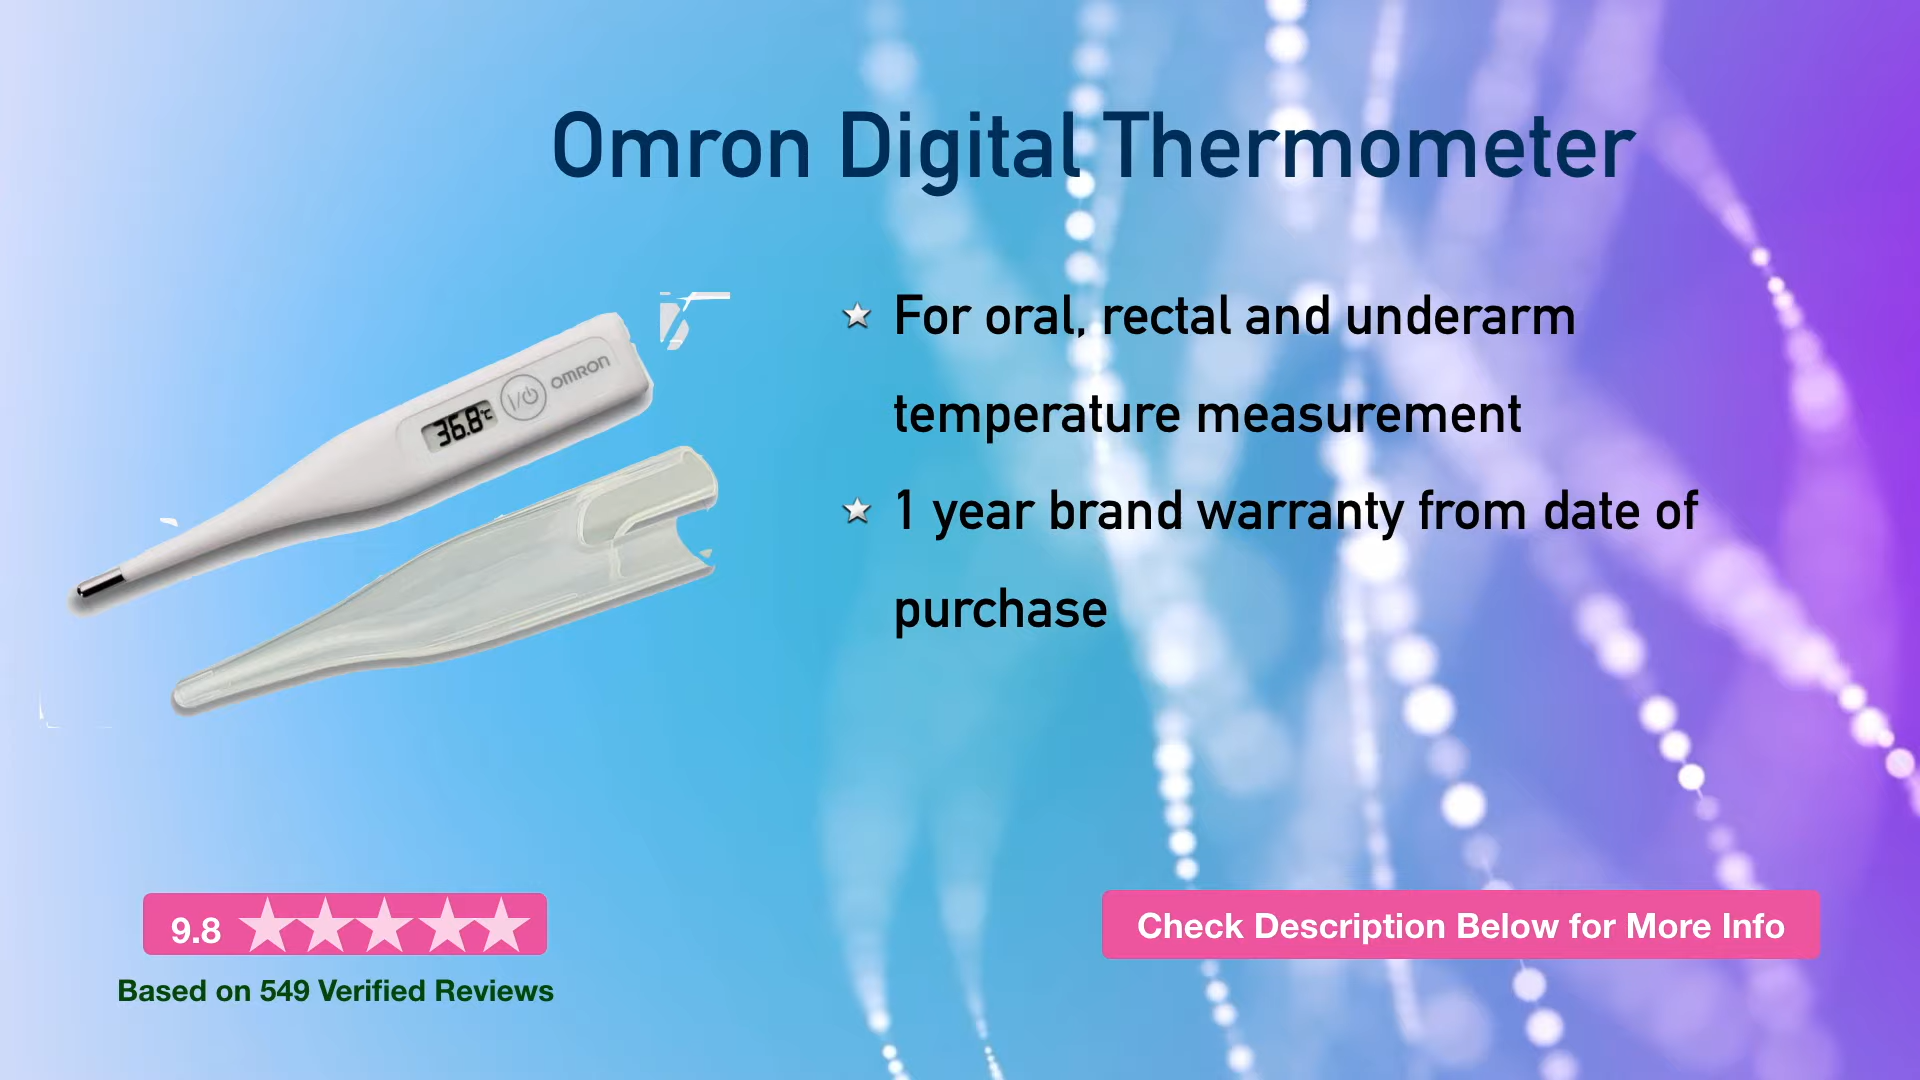 Omron Digital Thermometer
For oral, rectal and underarm
temperature measurement
1 year brand warranty from date of
purchase
36.8°C
I/
OMRON
9.8
Based on 549 Verified Reviews
Check Description Below for More Info